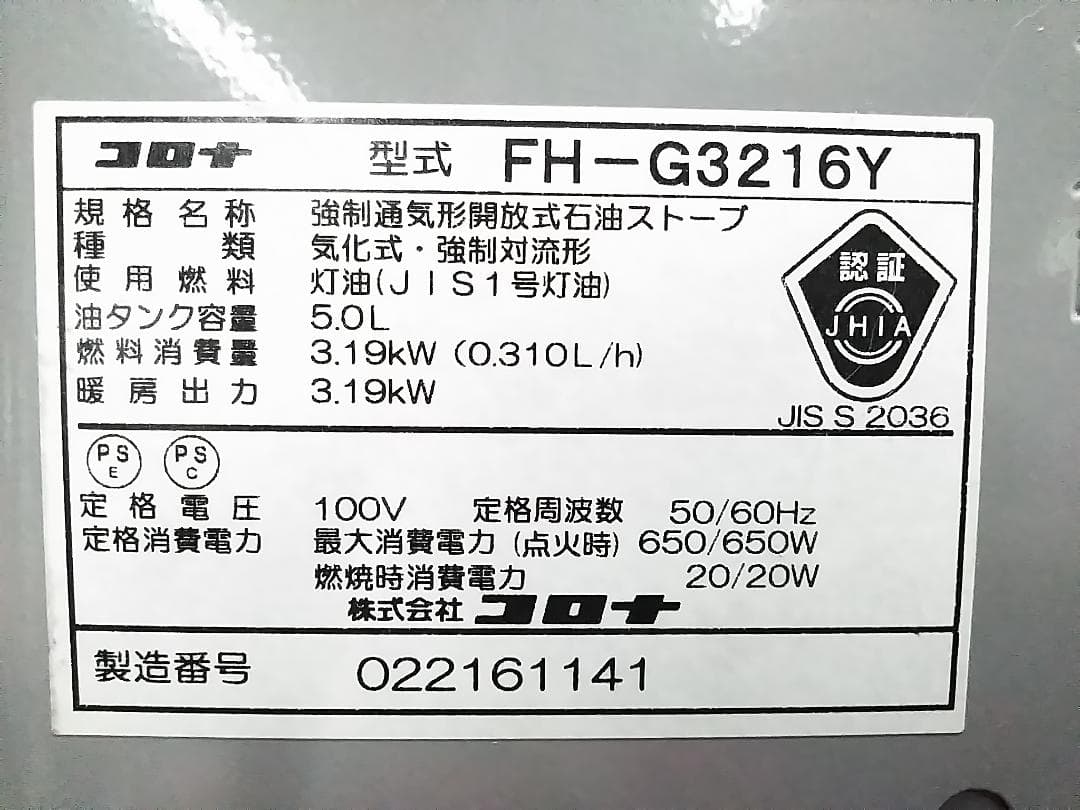 コロナ 型式 FH-G3216Y
規格名称 強制通気形開放式石油ストーブ
種類 気化式・強制対流形
使用燃料 灯油(JIS1号灯油)
油タンク容量 5.0L
燃料消費量 3.19kW (0.310L/h)
暖房出力 3.19kW
認証
JHIA
JIS S 2036
PS E PS C
定格電圧 100V 定格周波数 50/60Hz
定格消費電力 最大消費電力 (点火時) 650/650W
燃焼時消費電力 20/20W
株式会社 コロナ
製造番号 022161141